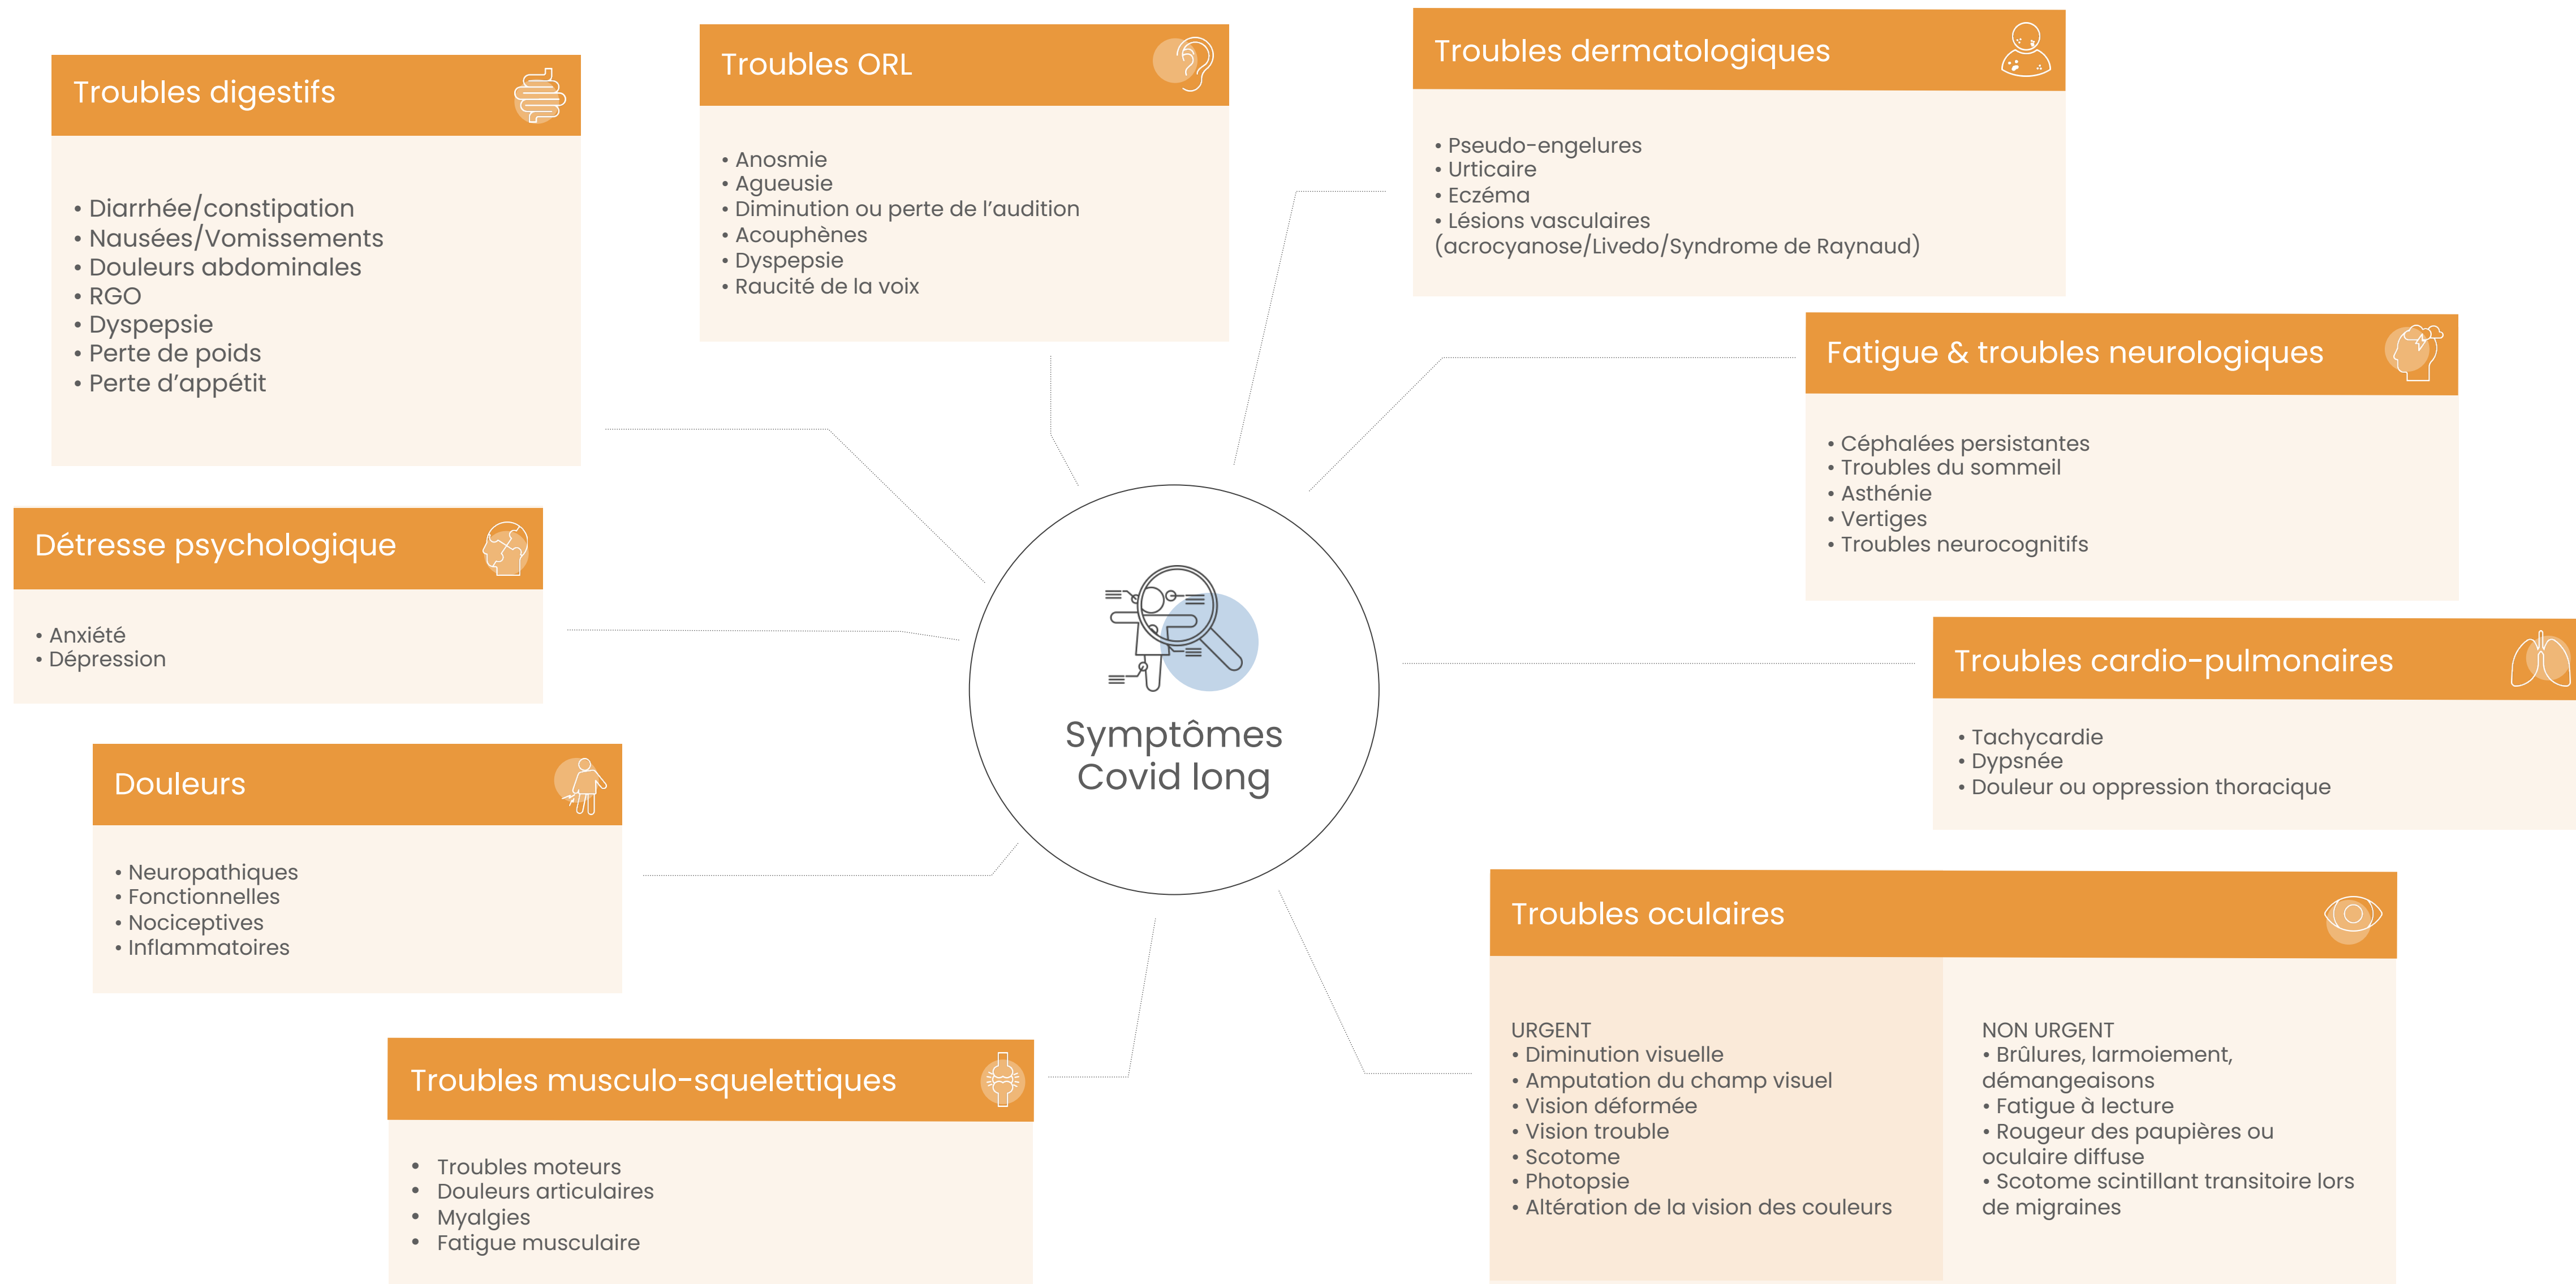 Troubles digestifs
• Diarrhée/constipation
• Nausées/Vomissements
• Douleurs abdominales
• RGO
• Dyspepsie
• Perte de poids
• Perte d’appétit
Troubles ORL
• Anosmie
• Agueusie
• Diminution ou perte de l’audition
• Acouphènes
• Dyspepsie
• Raucité de la voix
Troubles dermatologiques
• Pseudo-engelures
• Urticaire
• Eczéma
• Lésions vasculaires
(acrocyanose/Livedo/Syndrome de Raynaud)
Fatigue & troubles neurologiques
• Céphalées persistantes
• Troubles du sommeil
• Asthénie
• Vertiges
• Troubles neurocognitifs
Détresse psychologique
• Anxiété
• Dépression
Symptômes
Covid long
Troubles cardio-pulmonaires
• Tachycardie
• Dypsnée
• Douleur ou oppression thoracique
Douleurs
• Neuropathiques
• Fonctionnelles
• Nociceptives
• Inflammatoires
Troubles musculo-squelettiques
• Troubles moteurs
• Douleurs articulaires
• Myalgies
• Fatigue musculaire
Troubles oculaires
URGENT
• Diminution visuelle
• Amputation du champ visuel
• Vision déformée
• Vision trouble
• Scotome
• Photopsie
• Altération de la vision des couleurs
NON URGENT
• Brûlures, larmoiement,
démangeaisons
• Fatigue à lecture
• Rougeur des paupières ou
oculaire diffuse
• Scotome scintillant transitoire lors
de migraines